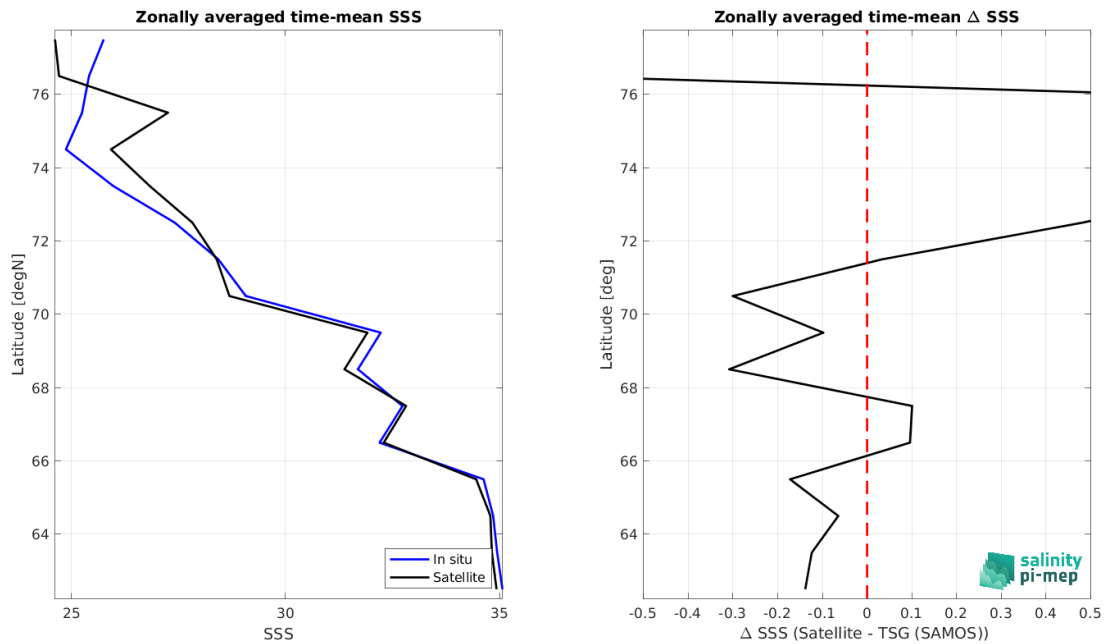 Zonally averaged time-mean SSS
Latitude [degN]
76
74
72
70
68
66
64
25
30
35
SSS
In situ
Satellite
Zonally averaged time-mean Δ SSS
Latitude [deg]
76
74
72
70
68
66
64
-0.5
-0.4
-0.3
-0.2
-0.1
0
0.1
0.2
0.3
0.4
0.5
Δ SSS (Satellite - TSG (SAMOS))
salinity
pi-mep